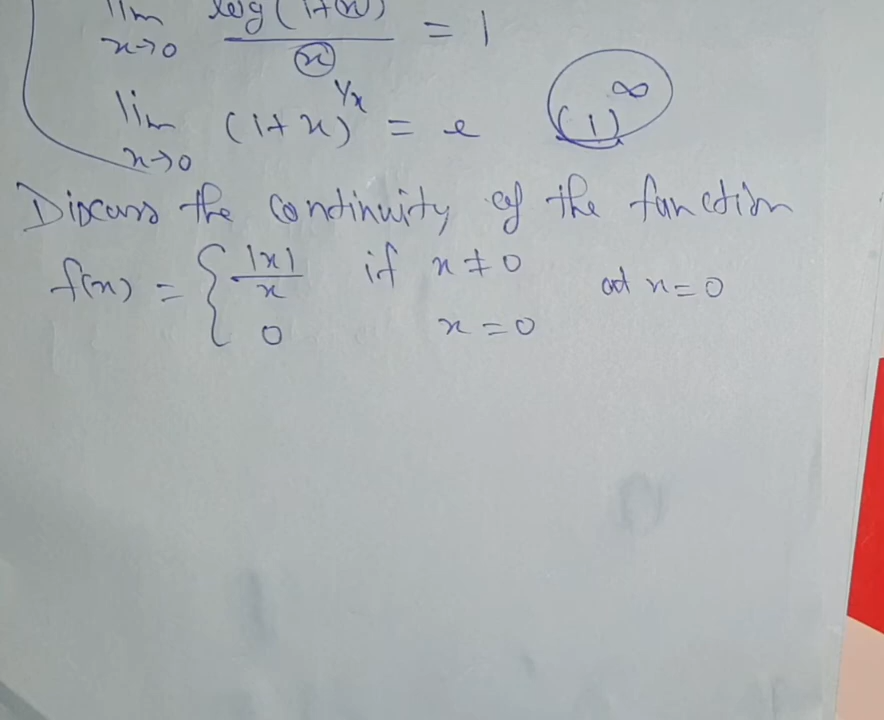 lim log(1+x)
x→0 x = 1
lim (1+x)^1/x = e (1)^∞
x→0
Discuss the continuity of the function
f(x) = { |x|/x if x ≠ 0 at x=0
0 x=0